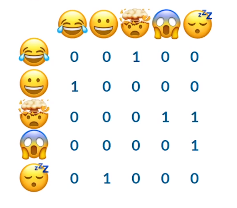 😂 😀 🤯 😱 😴
😂 0 0 1 0 0
😀 1 0 0 0 0
🤯 0 0 0 1 1
😱 0 0 0 0 1
😴 0 1 0 0 0